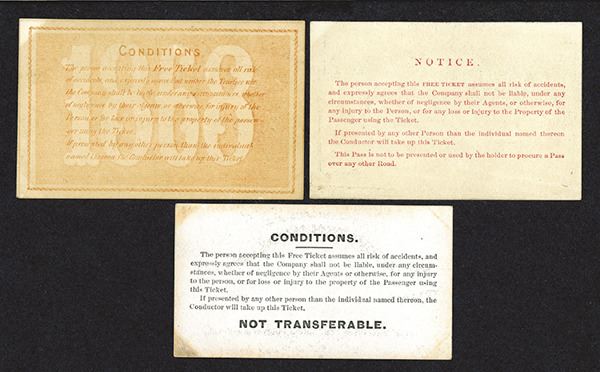 CONDITIONS
The person accepting this Free Ticket assumes all risk
of accidents, and expressly agrees that neither the Trustees nor
the Company shall be liable under any circumstances, whether
of negligence by their Agents or otherwise, for injury of the
Person or for loss or injury to the property of the person
using the Ticket.
If presented by any other person than the individual
named thereon the Conductor will take up this Ticket.
NOTICE.
The person accepting this FREE TICKET assumes all risk of accidents,
and expressly agrees that the Company shall not be liable, under any
circumstances, whether of negligence by their Agents, or otherwise, for
any injury to the Person, or for any loss or injury to the Property of the
Passenger using the Ticket.
If presented by any other Person than the individual named thereon
the Conductor will take up this Ticket.
This Pass is not to be presented or used by the holder to procure a Pass
over any other Road.
CONDITIONS.
The person accepting this Free Ticket assumes all risk of accidents, and
expressly agrees that the Company shall not be liable, under any circum-
stances, whether of negligence by their Agents or otherwise, for any injury
to the person, or for loss or injury to the property of the Passenger using
this Ticket.
If presented by any other person than the individual named thereon, the
Conductor will take up this Ticket.
NOT TRANSFERABLE.